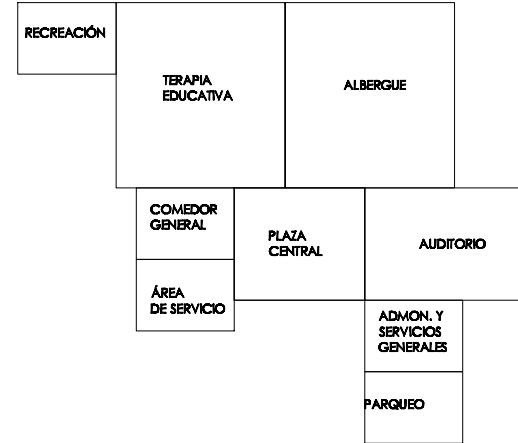 RECREACIÓN
TERAPIA
EDUCATIVA
ALBERGUE
COMEDOR
GENERAL
PLAZA
CENTRAL
AUDITORIO
ÁREA
DE SERVICIO
ADMON. Y
SERVICIOS
GENERALES
PARQUEO